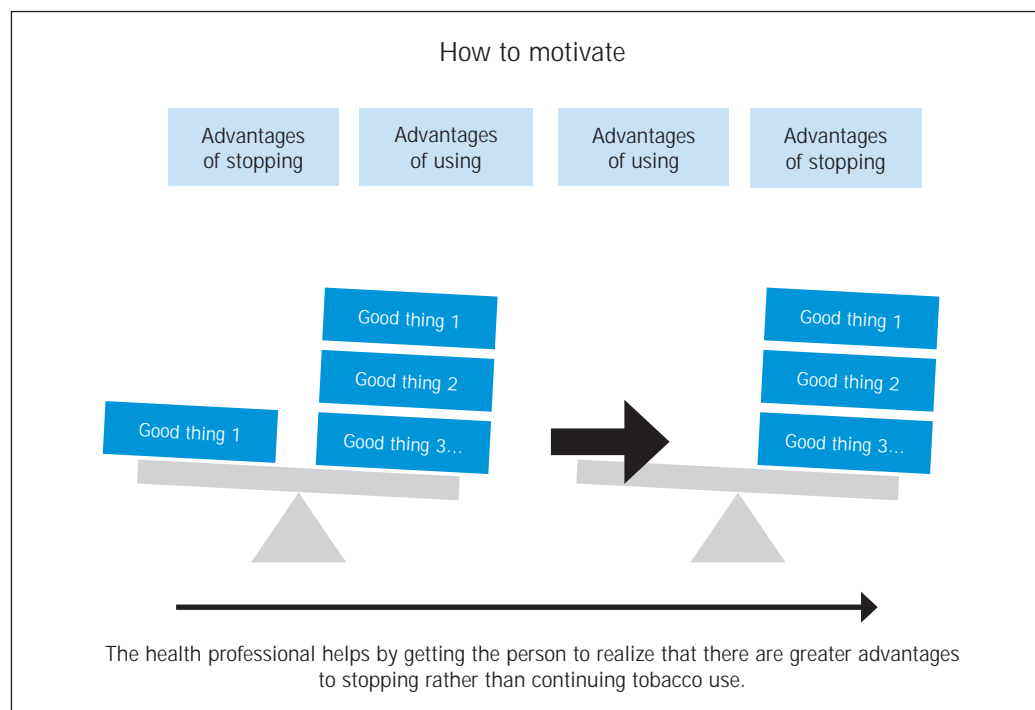 How to motivate
Advantages
of stopping
Advantages
of using
Advantages
of using
Advantages
of stopping
Good thing 1
Good thing 1
Good thing 2
Good thing 3...
Good thing 1
Good thing 2
Good thing 3...
The health professional helps by getting the person to realize that there are greater advantages
to stopping rather than continuing tobacco use.